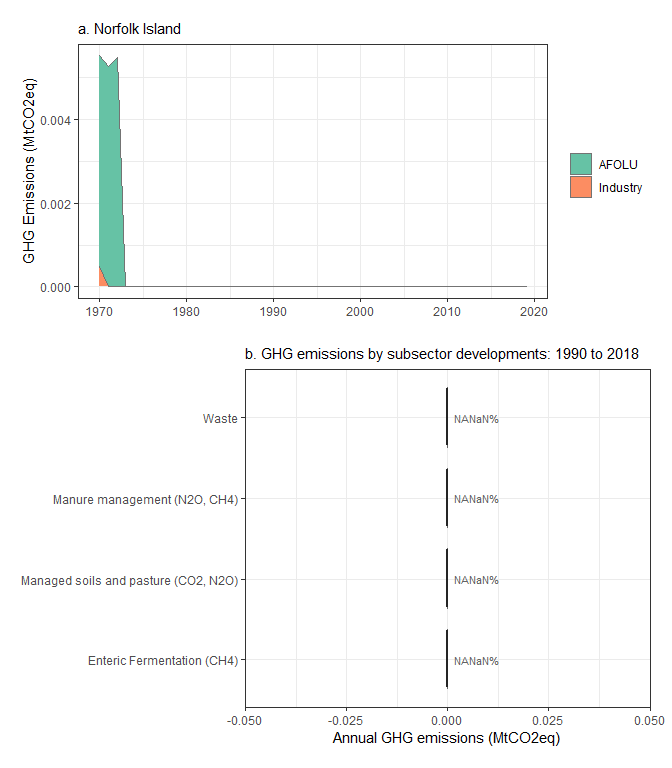 a. Norfolk Island
GHG Emissions (MtCO2eq)
0.004
0.002
0.000
1970 1980 1990 2000 2010 2020
AFOLU
Industry
b. GHG emissions by subsector developments: 1990 to 2018
Waste NANaN%
Manure management (N2O, CH4) NANaN%
Managed soils and pasture (CO2, N2O) NANaN%
Enteric Fermentation (CH4) NANaN%
-0.050 -0.025 0.000 0.025 0.050
Annual GHG emissions (MtCO2eq)